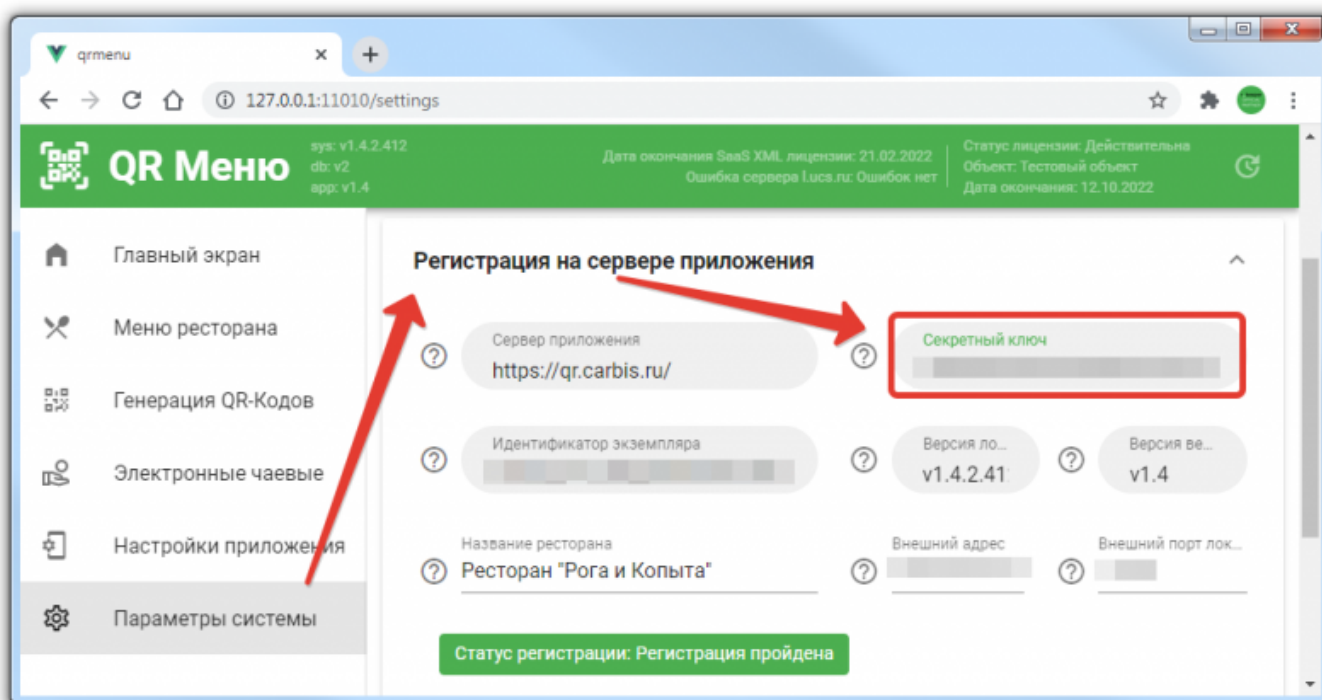 qrmenu
127.0.0.1:11010/settings
QR Меню
sys: v1.4.2.412
db: v2
app: v1.4
Дата окончания SaaS XML лицензии: 21.02.2022
Ошибка сервера l.ucs.ru: Ошибок нет
Статус лицензии: Действительна
Объект: Тестовый объект
Дата окончания: 12.10.2022
Главный экран
Меню ресторана
Генерация QR-Кодов
Электронные чаевые
Настройки приложения
Параметры системы
Регистрация на сервере приложения
Сервер приложения
https://qr.carbis.ru/
Секретный ключ
Идентификатор экземпляра
Версия ло...
v1.4.2.41
Версия ве...
v1.4
Название ресторана
Ресторан "Рога и Копыта"
Внешний адрес
Внешний порт лок...
Статус регистрации: Регистрация пройдена